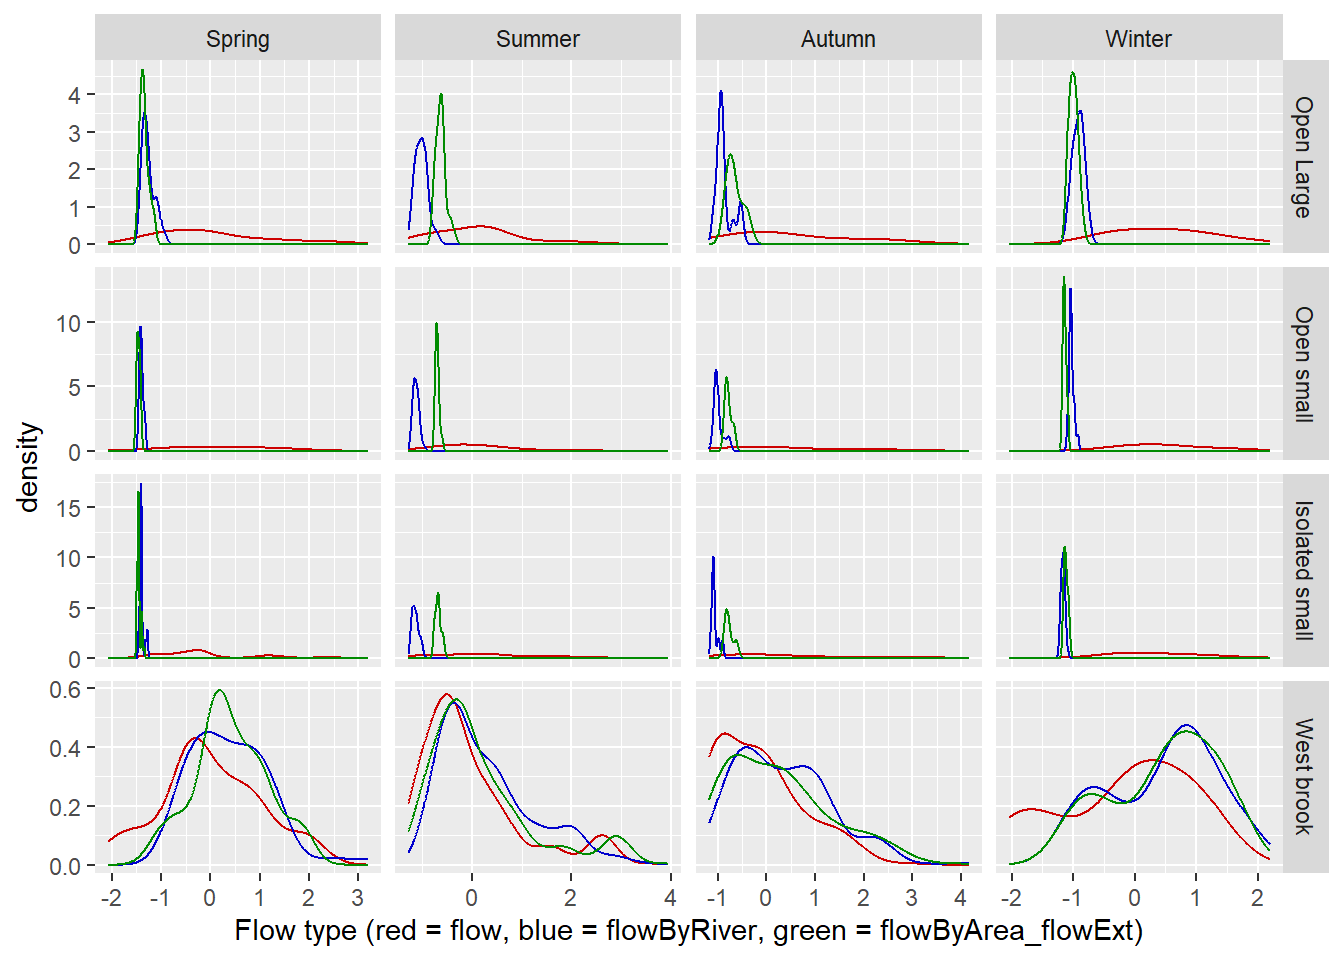 Spring Summer Autumn Winter
4
3
2
1
0
Open Large
10
5
0
Open small
15
10
5
0
Isolated small
0.6
0.4
0.2
0.0
West brook
density
-2 -1 0 1 2 3 0 2 4 -1 0 1 2 3 4 -2 -1 0 1 2
Flow type (red = flow, blue = flowByRiver, green = flowByArea_flowExt)